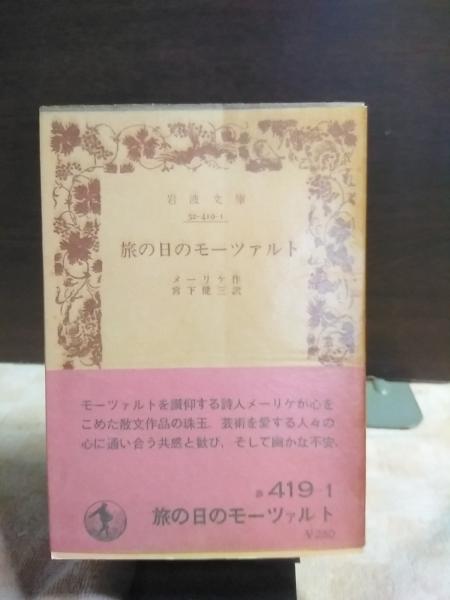 岩波文庫
32-419-1
旅の日のモーツァルト
メーリケ作
宮下健三訳
モーツァルトを讃仰する詩人メーリケが心を
こめた散文作品の珠玉。芸術を愛する人々の
心に通い合う共感と歓び、そして幽かな不安。
赤 419-1
旅の日のモーツァルト
¥250